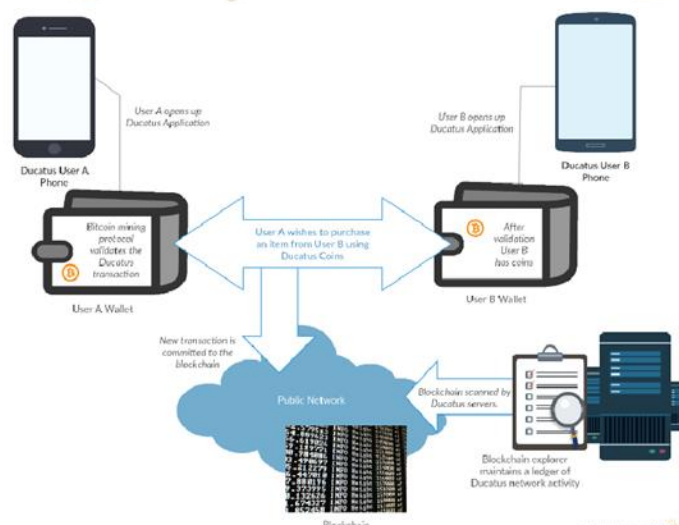 User A opens up
Ducatus Application
User B opens up
Ducatus Application
Ducatus User A
Phone
Ducatus User B
Phone
Bitcoin mining
protocol
validates the
Ducatus
transaction
User A wishes to purchase
an item from User B using
Ducatus Coins
After
validation
User B
has coins
User A Wallet
User B Wallet
New transaction is
committed to the
blockchain
Public Network
Blockchain scanned by
Ducatus servers.
Blockchain explorer
maintains a ledger of
Ducatus network activity
Blockchain